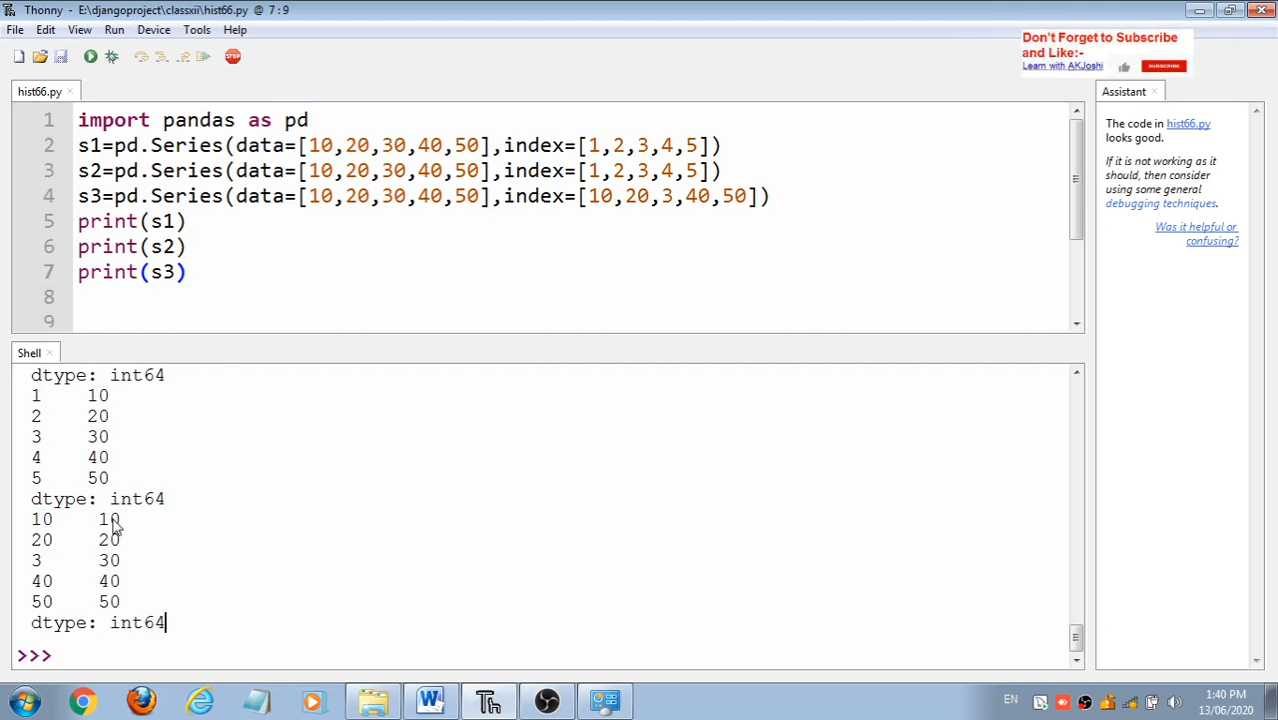 Thonny - E:\djangoproject\classxii\hist66.py @ 7 : 9
File Edit View Run Device Tools Help
Don't Forget to Subscribe
and Like:-
Learn with AKJoshi
SUBSCRIBE
STOP
hist66.py
1 import pandas as pd
2 s1=pd.Series(data=[10,20,30,40,50],index=[1,2,3,4,5])
3 s2=pd.Series(data=[10,20,30,40,50],index=[1,2,3,4,5])
4 s3=pd.Series(data=[10,20,30,40,50],index=[10,20,3,40,50])
5 print(s1)
6 print(s2)
7 print(s3)
8
9
Assistant
The code in hist66.py
looks good.
If it is not working as it
should, then consider
using some general
debugging techniques.
Was it helpful or
confusing?
Shell
dtype: int64
1 10
2 20
3 30
4 40
5 50
dtype: int64
10 10
20 20
3 30
40 40
50 50
dtype: int64
>>>
EN
1:40 PM
13/06/2020